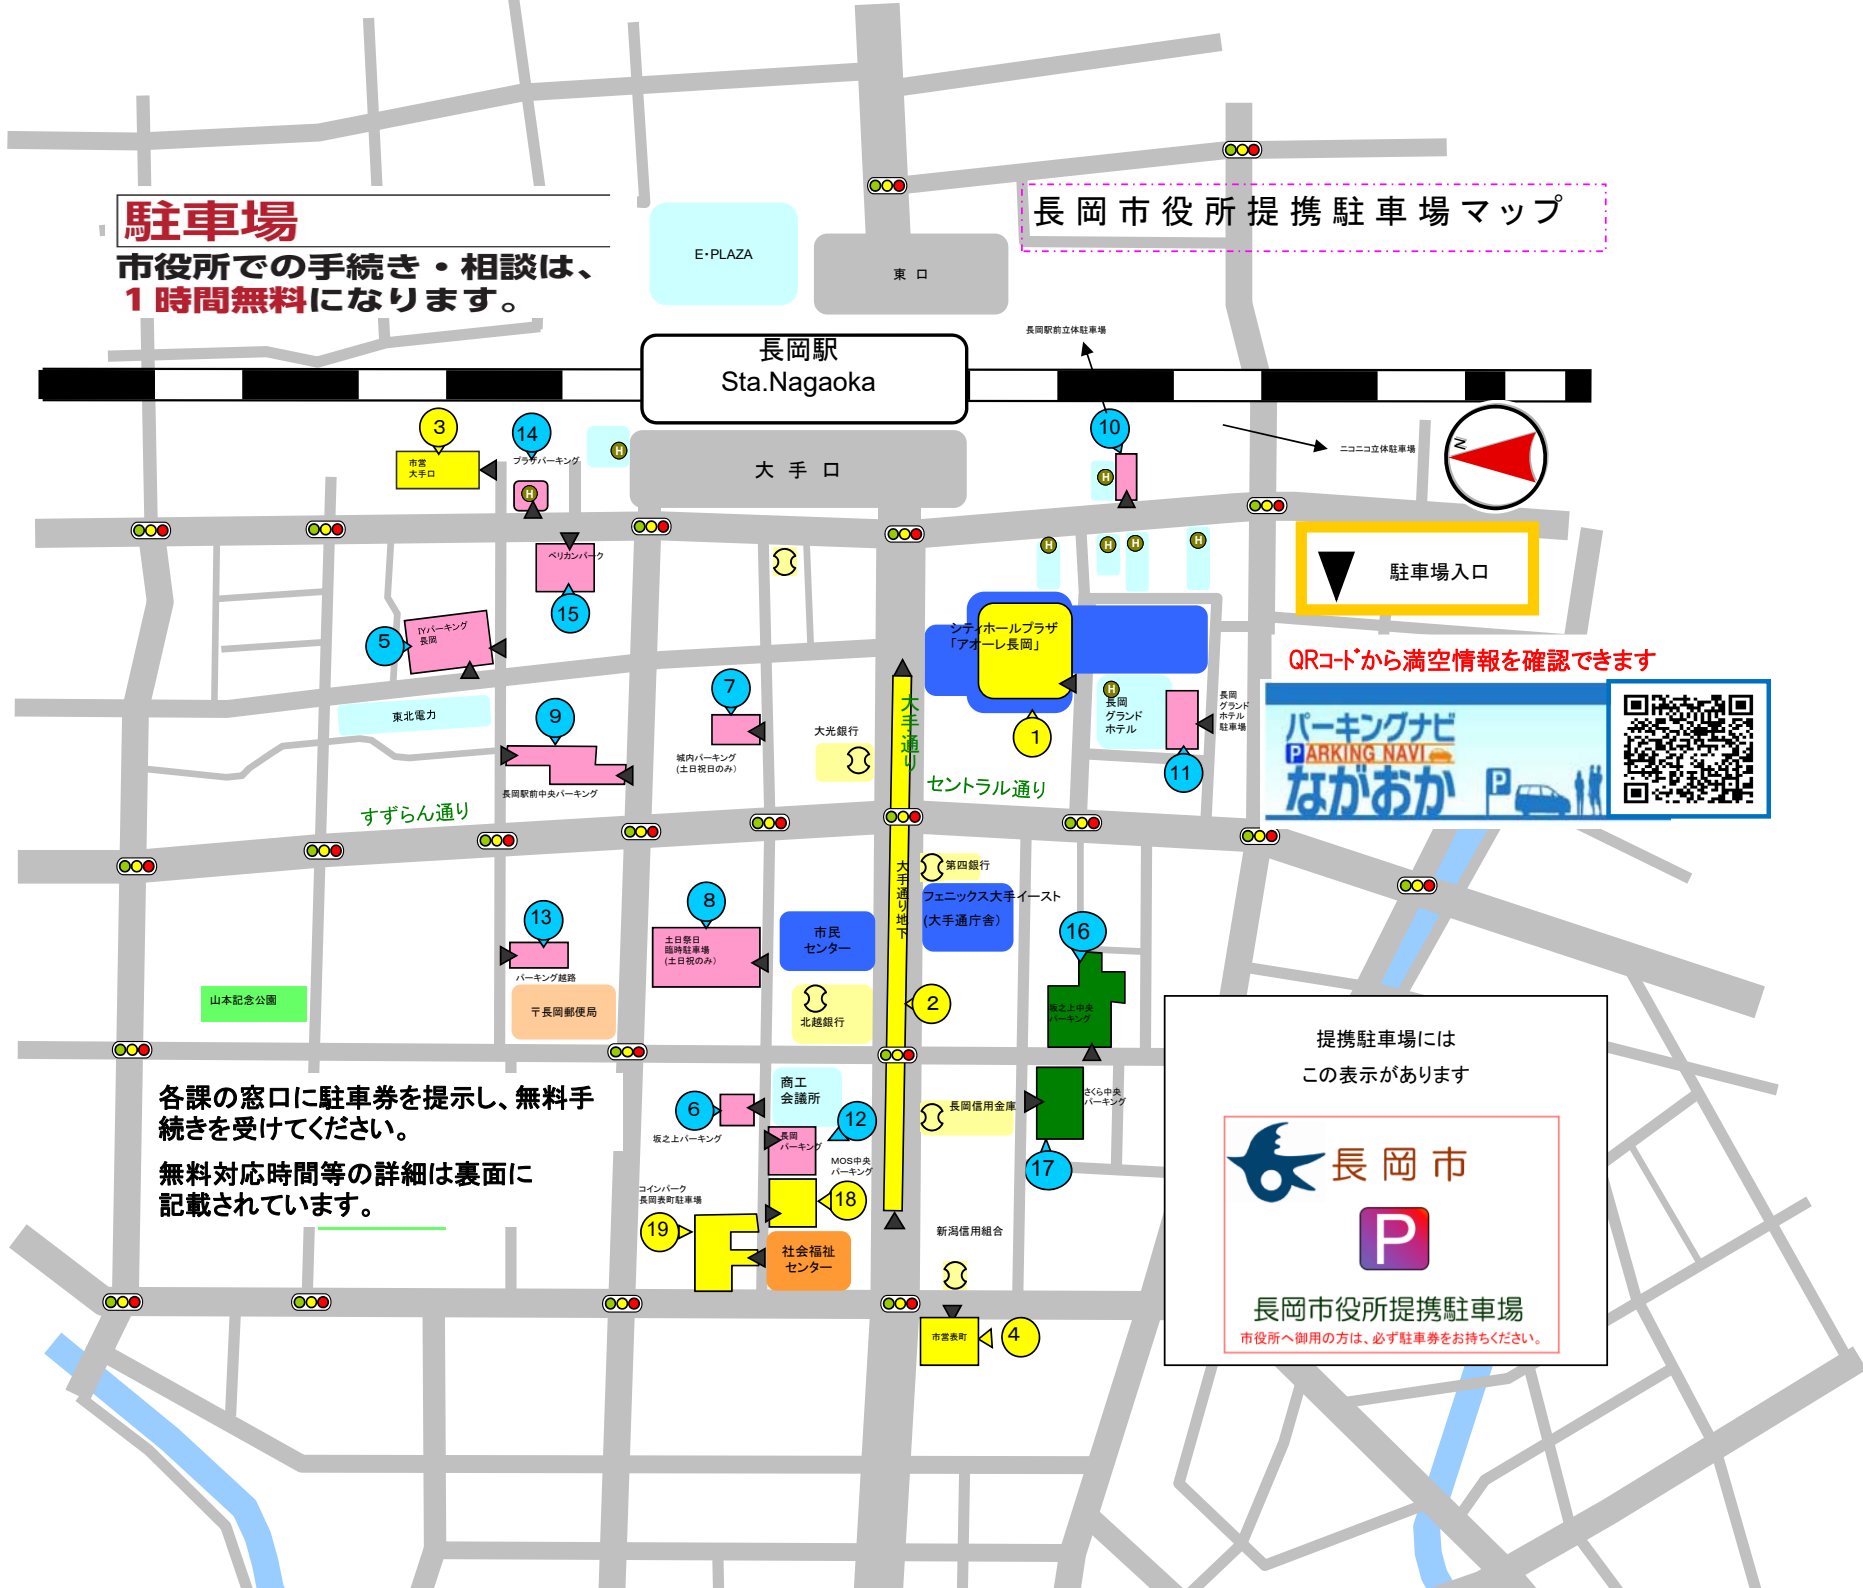 駐車場
市役所での手続き・相談は、
1時間無料になります。
長岡市役所提携駐車場マップ
E・PLAZA
東口
長岡駅前立体駐車場
長岡駅
Sta.Nagaoka
大手口
ニコニコ立体駐車場
N
3
市営
大手口
14
プラザパーキング
H
H
10
H
ペリカンパーク
15
H
H
H
H
駐車場入口
5
IYパーキング
長岡
シティホールプラザ
「アオーレ長岡」
1
QRコードから満空情報を確認できます
パーキングナビ
PARKING NAVI
ながおか
P
東北電力
9
長岡駅前中央パーキング
7
城内パーキング
(土日祝日のみ)
大光銀行
大手通り
セントラル通り
H
長岡
グランド
ホテル
長岡
グランド
ホテル
駐車場
11
すずらん通り
13
パーキング越路
8
土日祭日
臨時駐車場
(土日祝のみ)
市民
センター
大手通り地下
第四銀行
フェニックス大手イースト
(大手通庁舎)
16
坂之上中央
パーキング
2
山本記念公園
〒長岡郵便局
北越銀行
各課の窓口に駐車券を提示し、無料手
続きを受けてください。
無料対応時間等の詳細は裏面に
記載されています。
6
坂之上パーキング
商工
会議所
12
長岡
パーキング
MOS中央
パーキング
長岡信用金庫
さくら中央
パーキング
17
コインパーク
長岡表町駐車場
19
18
社会福祉
センター
新潟信用組合
市営表町
4
提携駐車場には
この表示があります
長岡市
P
長岡市役所提携駐車場
市役所へ御用の方は、必ず駐車券をお持ちください。